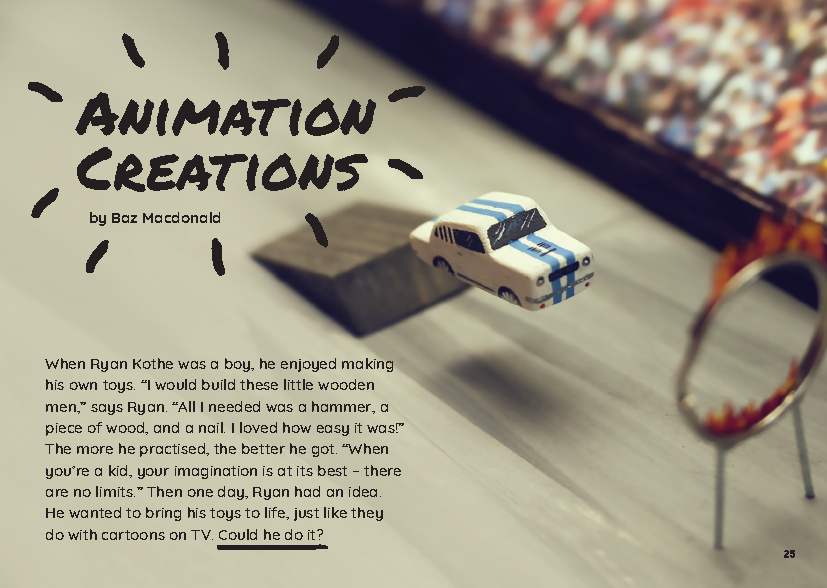 ANIMATION
CREATIONS
by Baz Macdonald
When Ryan Kothe was a boy, he enjoyed making
his own toys. “I would build these little wooden
men,” says Ryan. “All I needed was a hammer, a
piece of wood, and a nail. I loved how easy it was!”
The more he practised, the better he got. “When
you’re a kid, your imagination is at its best – there
are no limits.” Then one day, Ryan had an idea.
He wanted to bring his toys to life, just like they
do with cartoons on TV. Could he do it?
25